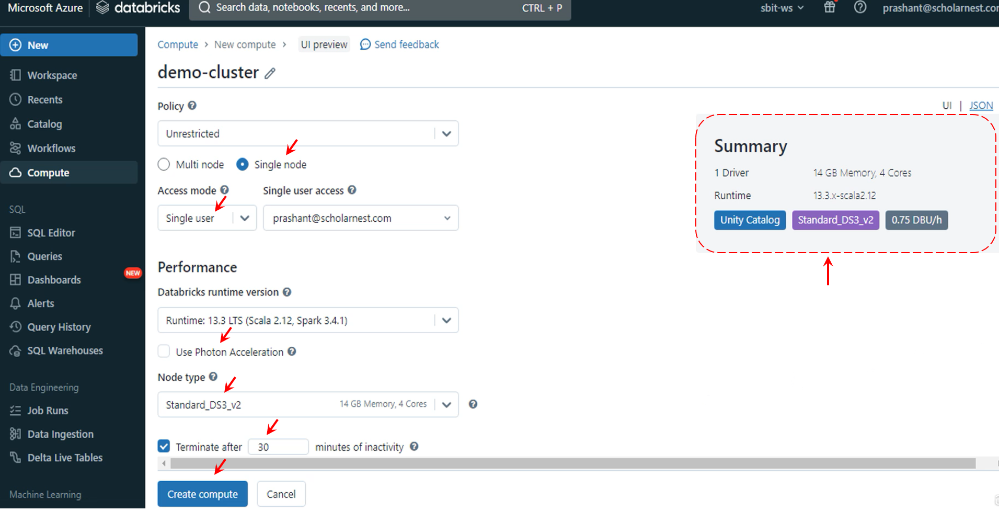 Microsoft Azure
databricks
Search data, notebooks, recents, and more...
CTRL + P
sbit-ws
prashant@scholarnest.com
New
Workspace
Recents
Catalog
Workflows
Compute
SQL
SQL Editor
Queries
Dashboards
NEW
Alerts
Query History
SQL Warehouses
Data Engineering
Job Runs
Data Ingestion
Delta Live Tables
Machine Learning
Compute > New compute > UI preview Send feedback
demo-cluster
Policy
Unrestricted
Multi node Single node
Access mode Single user access
Single user prashant@scholarnest.com
Performance
Databricks runtime version
Runtime: 13.3 LTS (Scala 2.12, Spark 3.4.1)
Use Photon Acceleration
Node type
Standard_DS3_v2 14 GB Memory, 4 Cores
Terminate after 30 minutes of inactivity
Create compute Cancel
UI | JSON
Summary
1 Driver 14 GB Memory, 4 Cores
Runtime 13.3.x-scala2.12
Unity Catalog Standard_DS3_v2 0.75 DBU/h